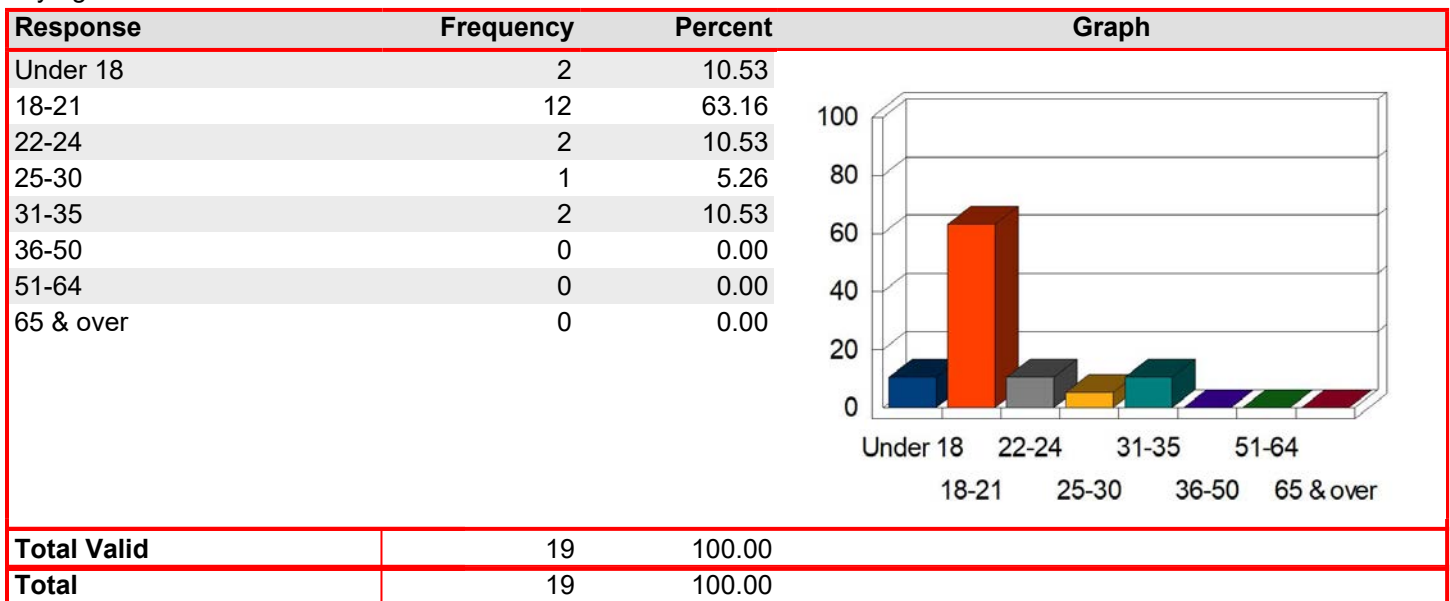 Response Frequency Percent Graph
Under 18 2 10.53
18-21 12 63.16
22-24 2 10.53
25-30 1 5.26
31-35 2 10.53
36-50 0 0.00
51-64 0 0.00
65 & over 0 0.00
100
80
60
40
20
0
Under 18 22-24 31-35 51-64
18-21 25-30 36-50 65 & over
Total Valid 19 100.00
Total 19 100.00